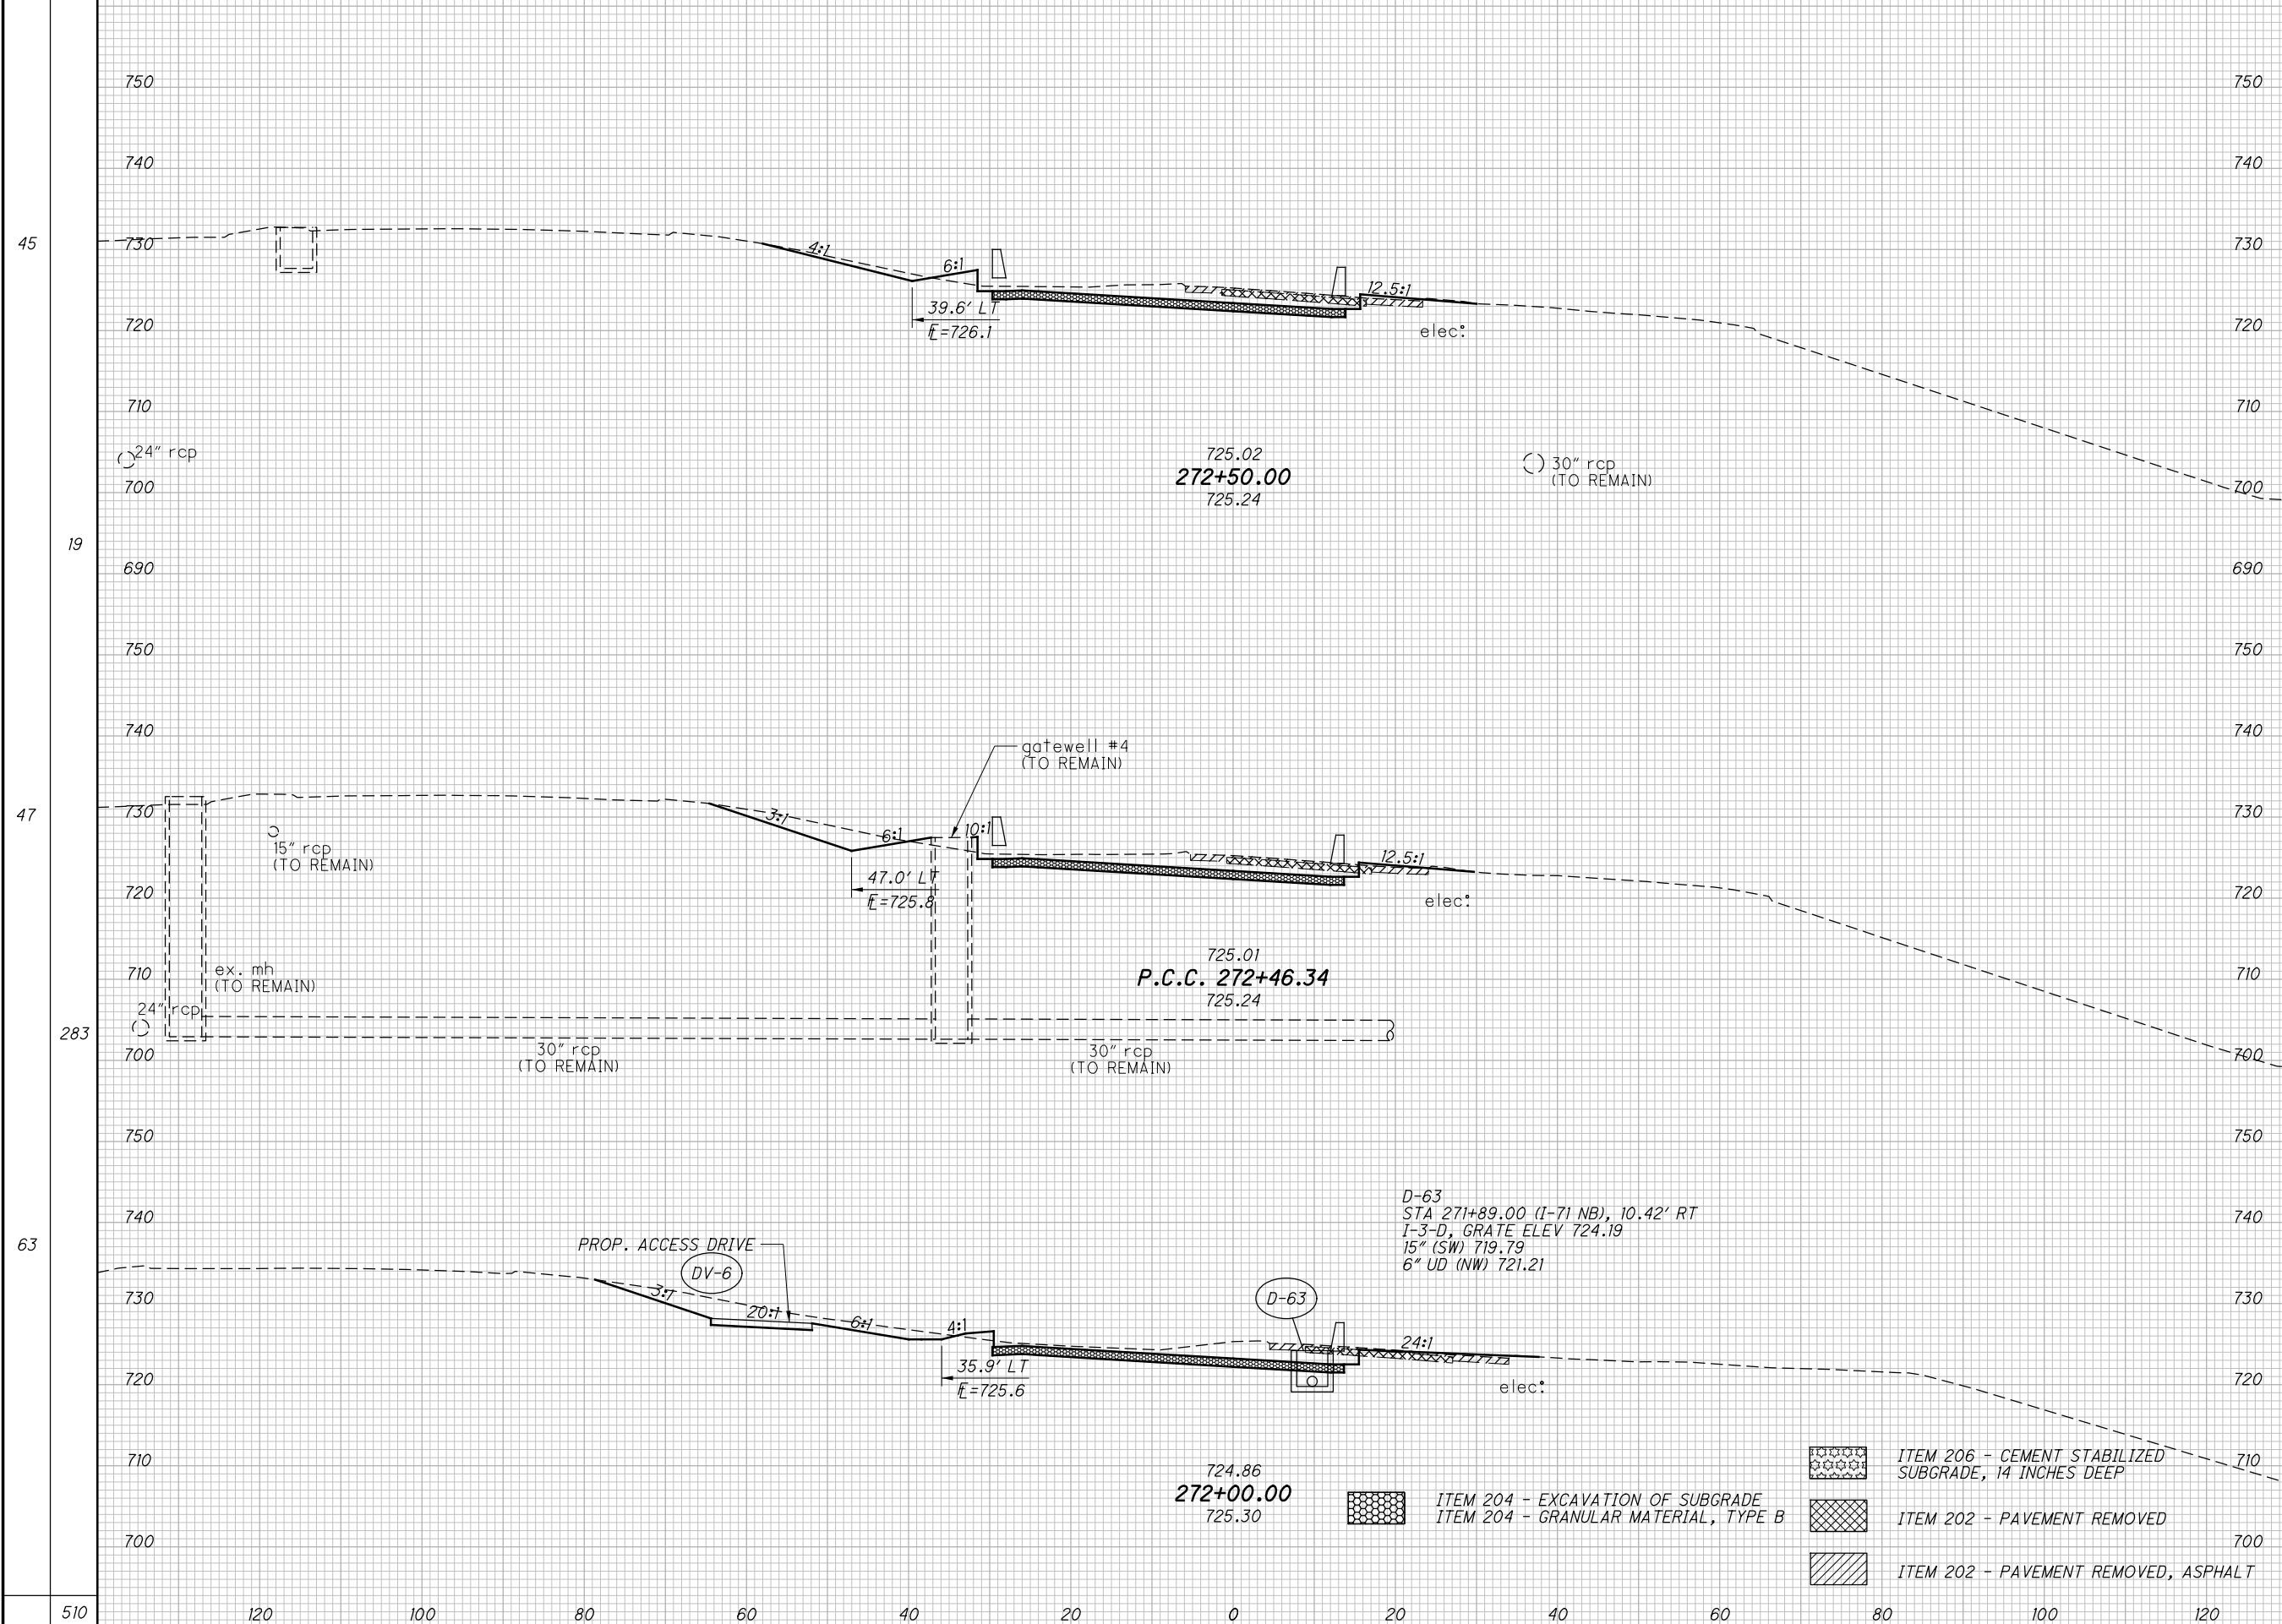 750 750
740 740
45 730 4:1 6:1 730
12.5:1
39.6' LT
720 720
FL=726.1
elec.
710 710
24" rcp
725.02
30" rcp
(TO REMAIN)
272+50.00
700 700
725.24
19
690 690
750 750
740 740
gatewell #4
(TO REMAIN)
47 730 3:1 6:1 10:1 730
15" rcp
(TO REMAIN)
12.5:1
47.0' LT
720 720
FL=725.8
elec.
725.01
ex. mh
(TO REMAIN)
710 710
P.C.C. 272+46.34
725.24
24" rcp
283
700 700
30" rcp
(TO REMAIN)
30" rcp
(TO REMAIN)
750 750
D-63
STA 271+89.00 (I-71 NB), 10.42' RT
I-3-D, GRATE ELEV 724.19
15" (SW) 719.79
6" UD (NW) 721.21
740 740
63
PROP. ACCESS DRIVE
DV-6
D-63
730 730
3:1 20:1 6:1 4:1 24:1
35.9' LT
720 720
FL=725.6
elec.
710 710
724.86
272+00.00
725.30
ITEM 206 - CEMENT STABILIZED
SUBGRADE, 14 INCHES DEEP
ITEM 204 - EXCAVATION OF SUBGRADE
ITEM 204 - GRANULAR MATERIAL, TYPE B
ITEM 202 - PAVEMENT REMOVED
700 700
ITEM 202 - PAVEMENT REMOVED, ASPHALT
510 120 100 80 60 40 20 0 20 40 60 80 100 120